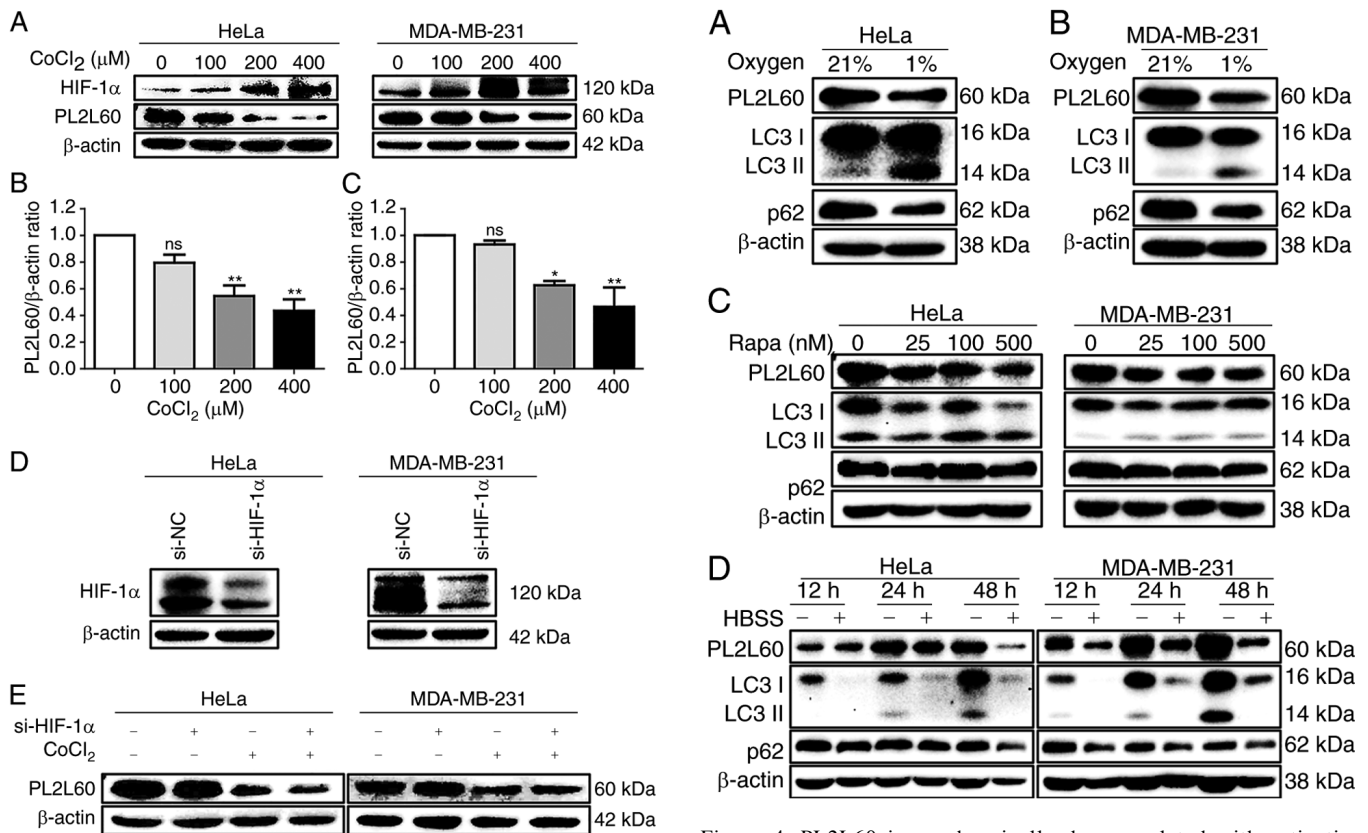 A
HeLa
MDA-MB-231
CoCl2 (μM)
0 100 200 400
0 100 200 400
HIF-1α
120 kDa
PL2L60
60 kDa
β-actin
42 kDa
B
PL2L60/β-actin ratio
1.2
1.0
0.8
0.6
0.4
0.2
0.0
ns
**
**
0 100 200 400
CoCl2 (μM)
C
PL2L60/β-actin ratio
1.2
1.0
0.8
0.6
0.4
0.2
0.0
ns
*
**
0 100 200 400
CoCl2 (μM)
D
HeLa
MDA-MB-231
si-NC
si-HIF-1α
si-NC
si-HIF-1α
HIF-1α
120 kDa
β-actin
42 kDa
E
HeLa
MDA-MB-231
si-HIF-1α – + – + – + – +
CoCl2 – – + + – – + +
PL2L60
60 kDa
β-actin
42 kDa
A
HeLa
Oxygen 21% 1%
PL2L60 60 kDa
LC3 I 16 kDa
LC3 II 14 kDa
p62 62 kDa
β-actin 38 kDa
B
MDA-MB-231
Oxygen 21% 1%
PL2L60 60 kDa
LC3 I 16 kDa
LC3 II 14 kDa
p62 62 kDa
β-actin 38 kDa
C
HeLa
MDA-MB-231
Rapa (nM) 0 25 100 500 0 25 100 500
PL2L60 60 kDa
LC3 I 16 kDa
LC3 II 14 kDa
p62 62 kDa
β-actin 38 kDa
D
HeLa
MDA-MB-231
12 h 24 h 48 h 12 h 24 h 48 h
HBSS – + – + – + – + – + – +
PL2L60 60 kDa
LC3 I 16 kDa
LC3 II 14 kDa
p62 62 kDa
β-actin 38 kDa